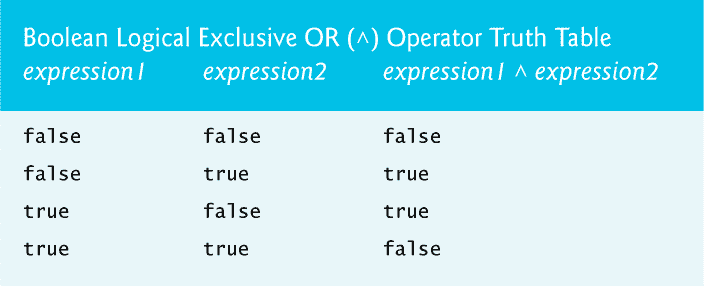 Boolean Logical Exclusive OR (^) Operator Truth Table
expression1 expression2 expression1 ^ expression2
false false false
false true true
true false true
true true false